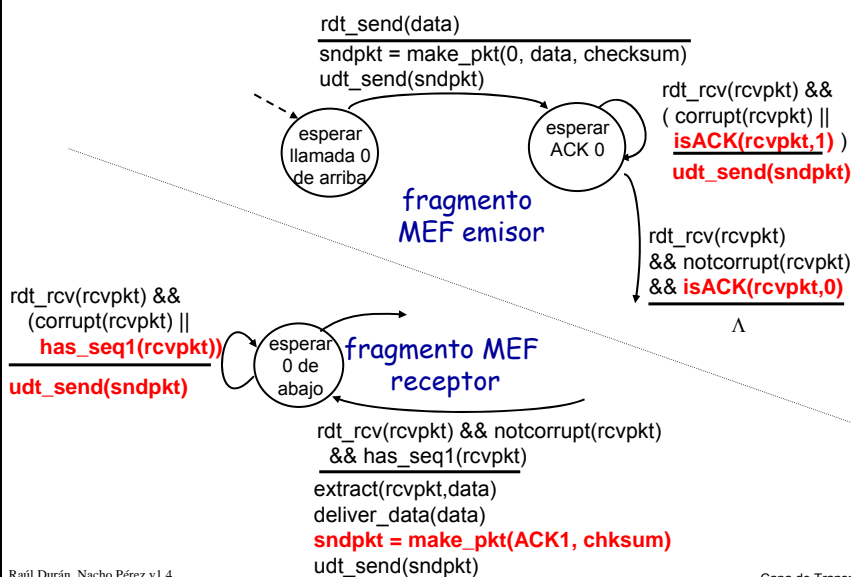 rdt_send(data)
sndpkt = make_pkt(0, data, checksum)
udt_send(sndpkt)
esperar
llamada 0
de arriba
esperar
ACK 0
rdt_rcv(rcvpkt) &&
( corrupt(rcvpkt) ||
isACK(rcvpkt,1) )
udt_send(sndpkt)
fragmento
MEF emisor
rdt_rcv(rcvpkt)
&& notcorrupt(rcvpkt)
&& isACK(rcvpkt,0)
Λ
rdt_rcv(rcvpkt) &&
(corrupt(rcvpkt) ||
has_seq1(rcvpkt))
udt_send(sndpkt)
esperar
0 de
abajo
fragmento MEF
receptor
rdt_rcv(rcvpkt) && notcorrupt(rcvpkt)
&& has_seq1(rcvpkt)
extract(rcvpkt,data)
deliver_data(data)
sndpkt = make_pkt(ACK1, chksum)
udt_send(sndpkt)
Raúl Durán, Nacho Pérez v1.4